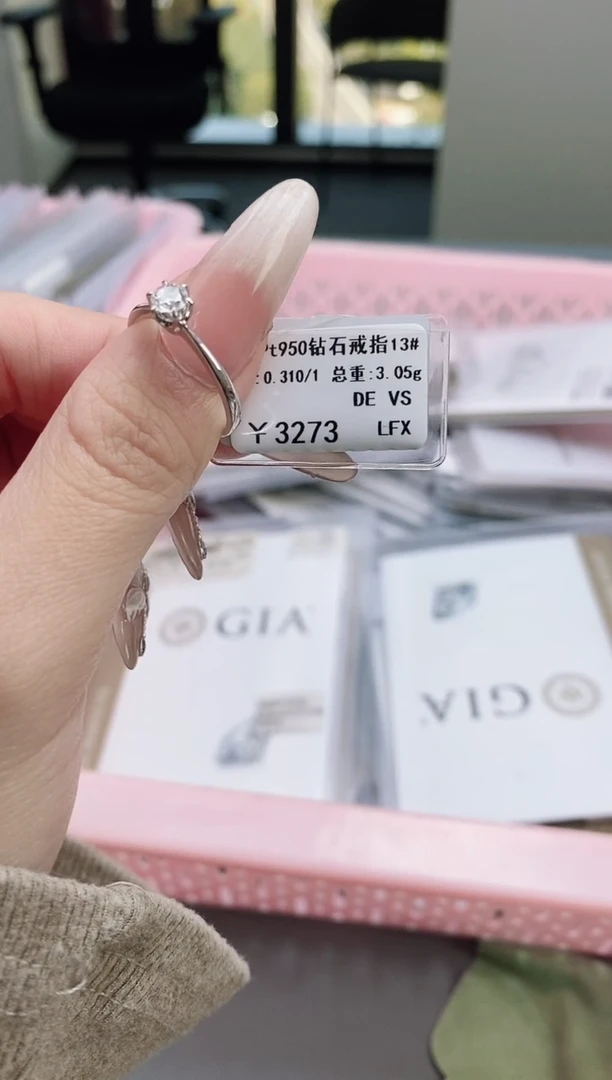 t950钻石戒指13#
:0.310/1 总重:3.05g
DE VS
¥3273 LFX
GIA
GIA